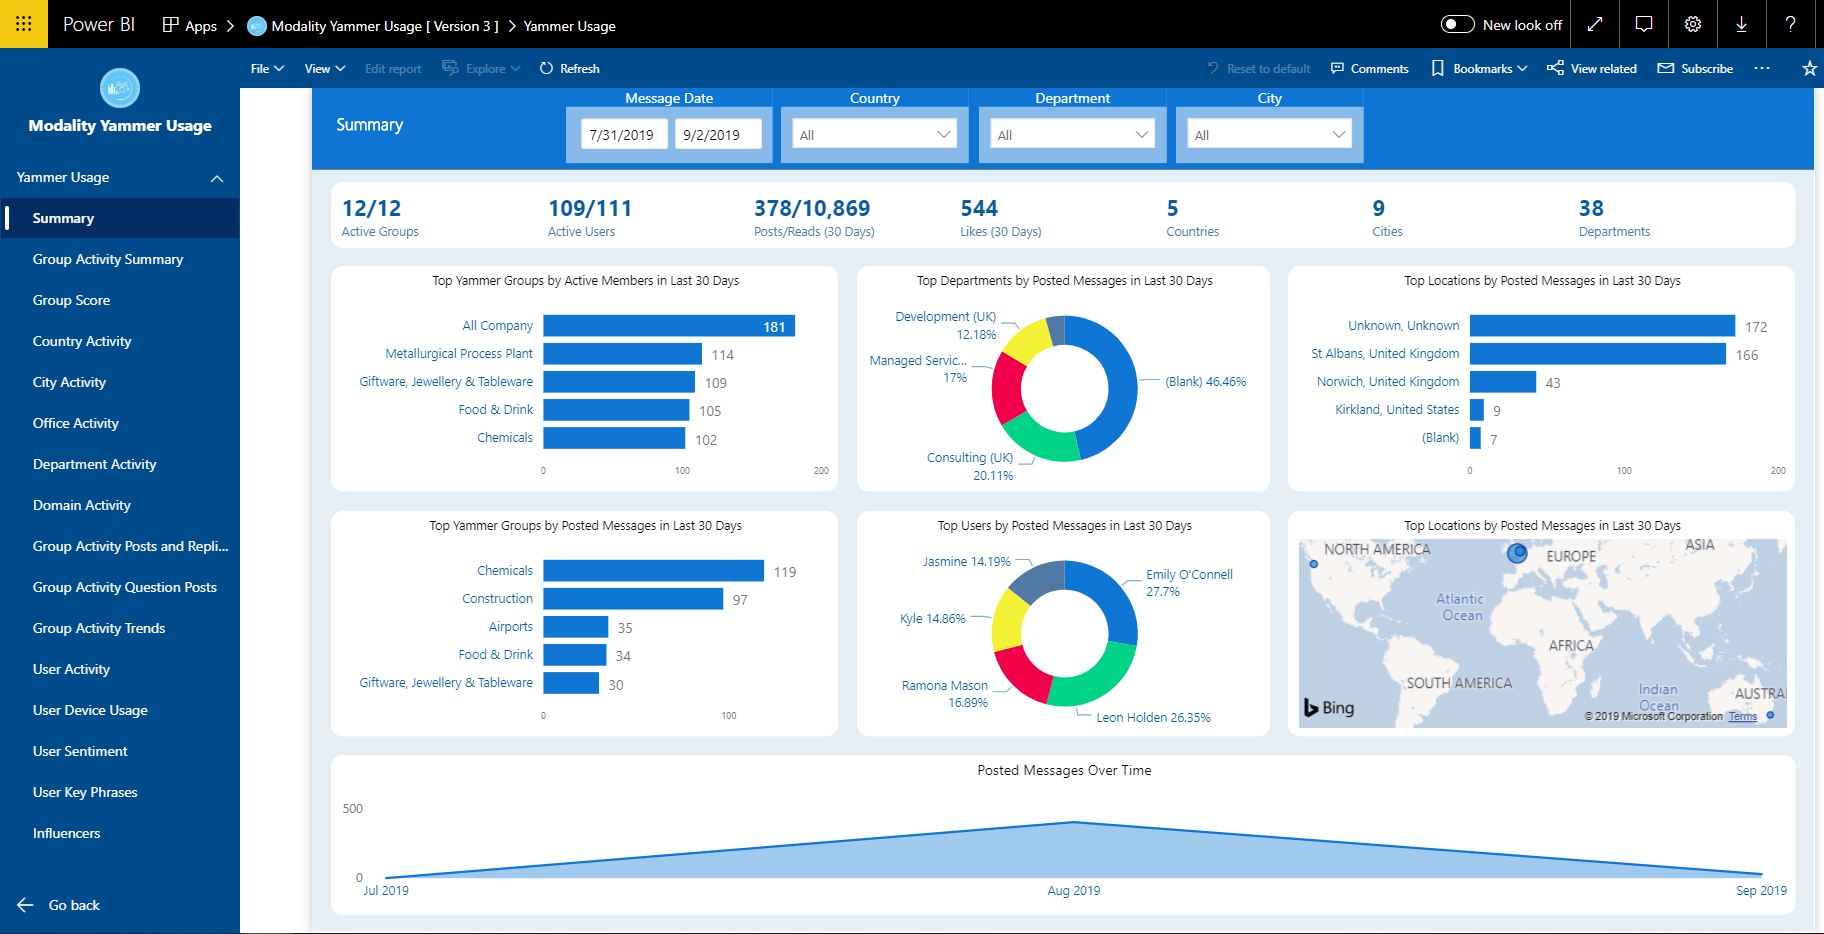 Power BI
Apps
Modality Yammer Usage [ Version 3 ]
Yammer Usage
New look off
?
Modality Yammer Usage
Yammer Usage
Summary
Group Activity Summary
Group Score
Country Activity
City Activity
Office Activity
Department Activity
Domain Activity
Group Activity Posts and Repli...
Group Activity Question Posts
Group Activity Trends
User Activity
User Device Usage
User Sentiment
User Key Phrases
Influencers
Go back
File
View
Edit report
Explore
Refresh
Reset to default
Comments
Bookmarks
View related
Subscribe
Summary
Message Date
7/31/2019
9/2/2019
Country
All
Department
All
City
All
12/12
Active Groups
109/111
Active Users
378/10,869
Posts/Reads (30 Days)
544
Likes (30 Days)
5
Countries
9
Cities
38
Departments
Top Yammer Groups by Active Members in Last 30 Days
All Company 181
Metallurgical Process Plant 114
Giftware, Jewellery & Tableware 109
Food & Drink 105
Chemicals 102
0 100 200
Top Departments by Posted Messages in Last 30 Days
Development (UK)
12.18%
Managed Servic...
17%
(Blank) 46.46%
Consulting (UK)
20.11%
Top Locations by Posted Messages in Last 30 Days
Unknown, Unknown 172
St Albans, United Kingdom 166
Norwich, United Kingdom 43
Kirkland, United States 9
(Blank) 7
0 100 200
Top Yammer Groups by Posted Messages in Last 30 Days
Chemicals 119
Construction 97
Airports 35
Food & Drink 34
Giftware, Jewellery & Tableware 30
0 100
Top Users by Posted Messages in Last 30 Days
Jasmine 14.19%
Emily O'Connell
27.7%
Kyle 14.86%
Ramona Mason
16.89%
Leon Holden 26.35%
Top Locations by Posted Messages in Last 30 Days
NORTH AMERICA
EUROPE
ASIA
Atlantic
Ocean
AFRICA
SOUTH AMERICA
Indian
Ocean
AUSTRA
Bing
© 2019 Microsoft Corporation Terms
Posted Messages Over Time
500
0
Jul 2019
Aug 2019
Sep 2019